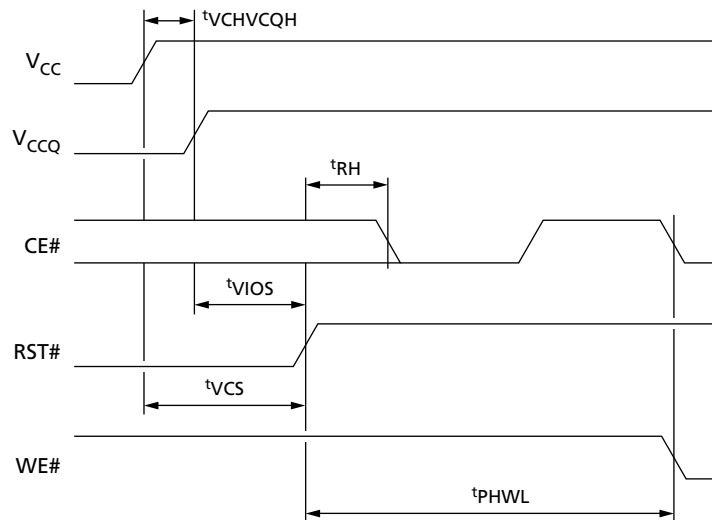 tVCHVCQH
VCC
VCCQ
tRH
CE#
tVIOS
RST#
tVCS
WE#
tPHWL